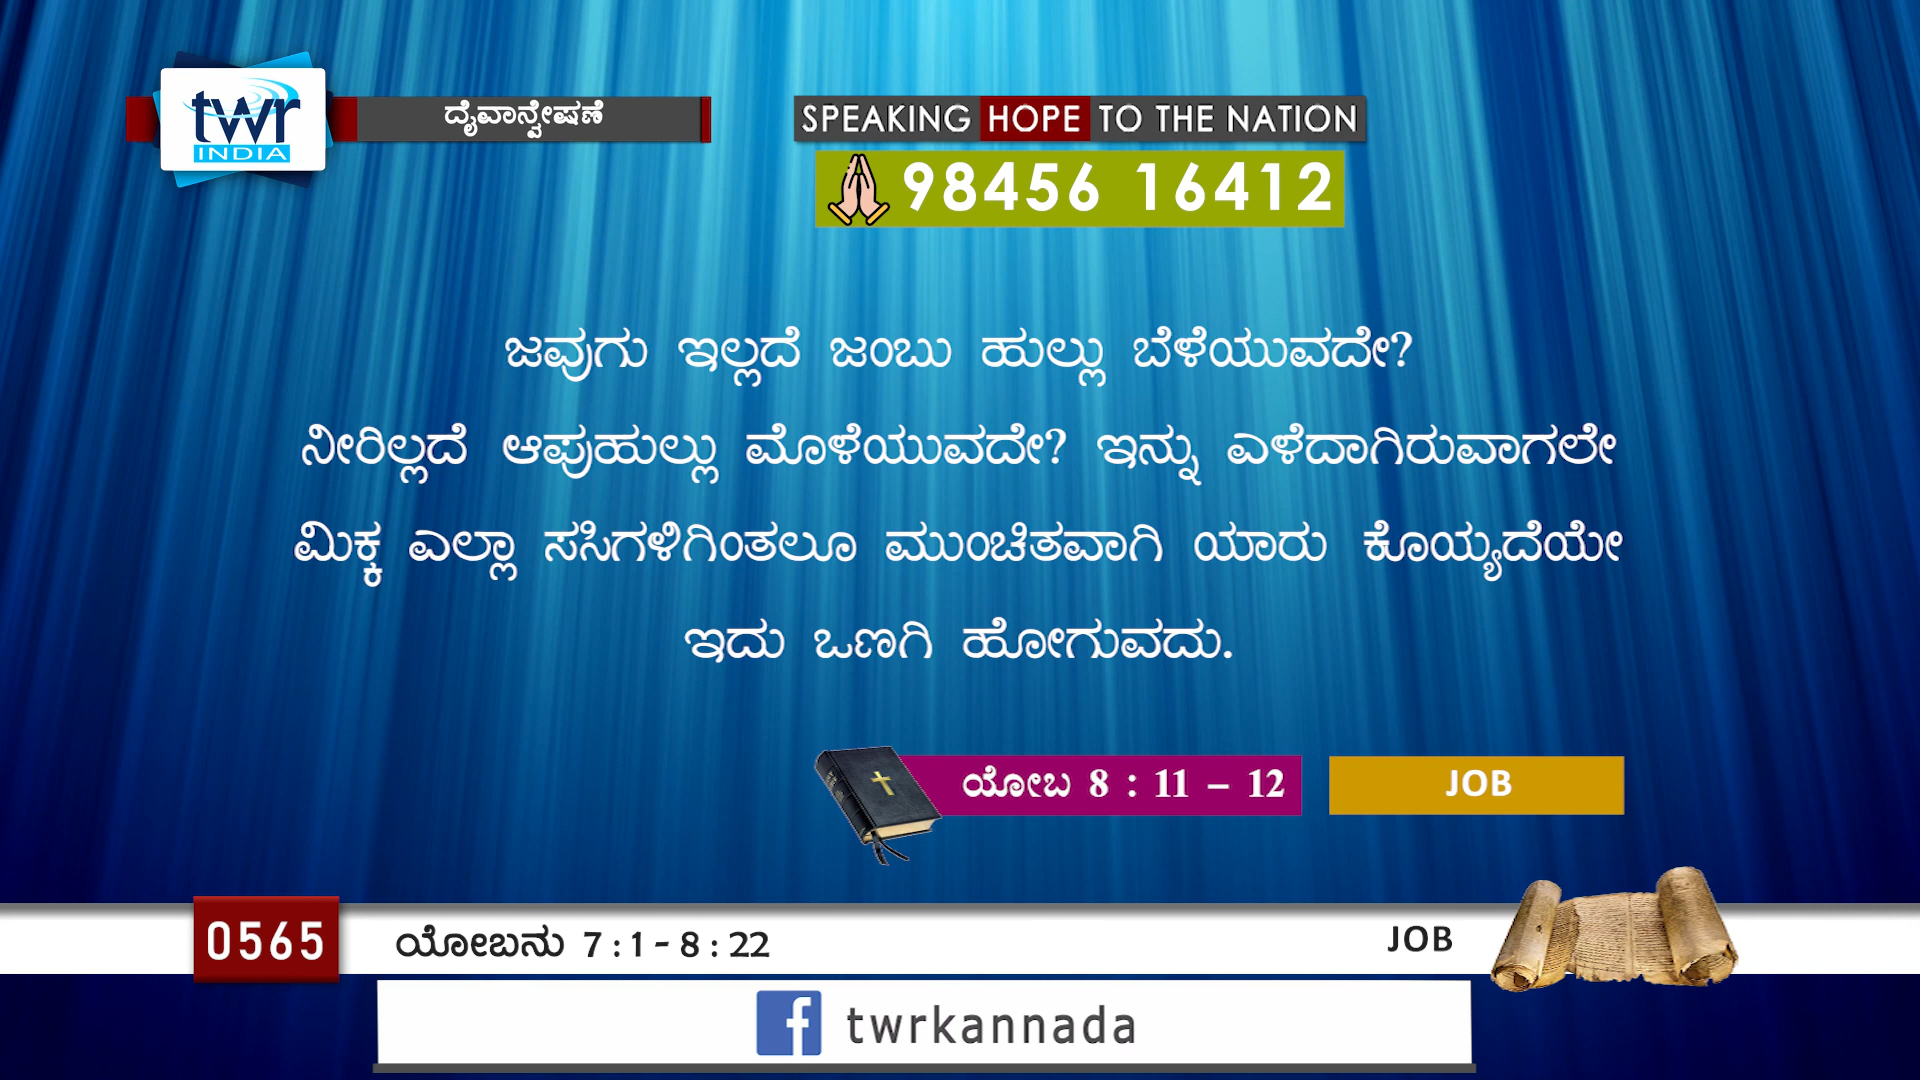 twr
INDIA
ದೈವಾನ್ವೇಷಣೆ
SPEAKING HOPE TO THE NATION
98456 16412
ಜವುಗು ಇಲ್ಲದೆ ಜಂಬು ಹುಲ್ಲು ಬೆಳೆಯುವದೇ?
ನೀರಿಲ್ಲದೆ ಆಪುಹುಲ್ಲು ಮೊಳೆಯುವದೇ? ಇನ್ನು ಎಳೆದಾಗಿರುವಾಗಲೇ
ಮಿಕ್ಕ ಎಲ್ಲಾ ಸಸಿಗಳಿಗಿಂತಲೂ ಮುಂಚಿತವಾಗಿ ಯಾರು ಕೊಯ್ಯದೆಯೇ
ಇದು ಒಣಗಿ ಹೋಗುವದು.
ಯೋಬ 8 : 11 – 12
JOB
0565
ಯೋಬನು 7 : 1 - 8 : 22
JOB
f twrkannada